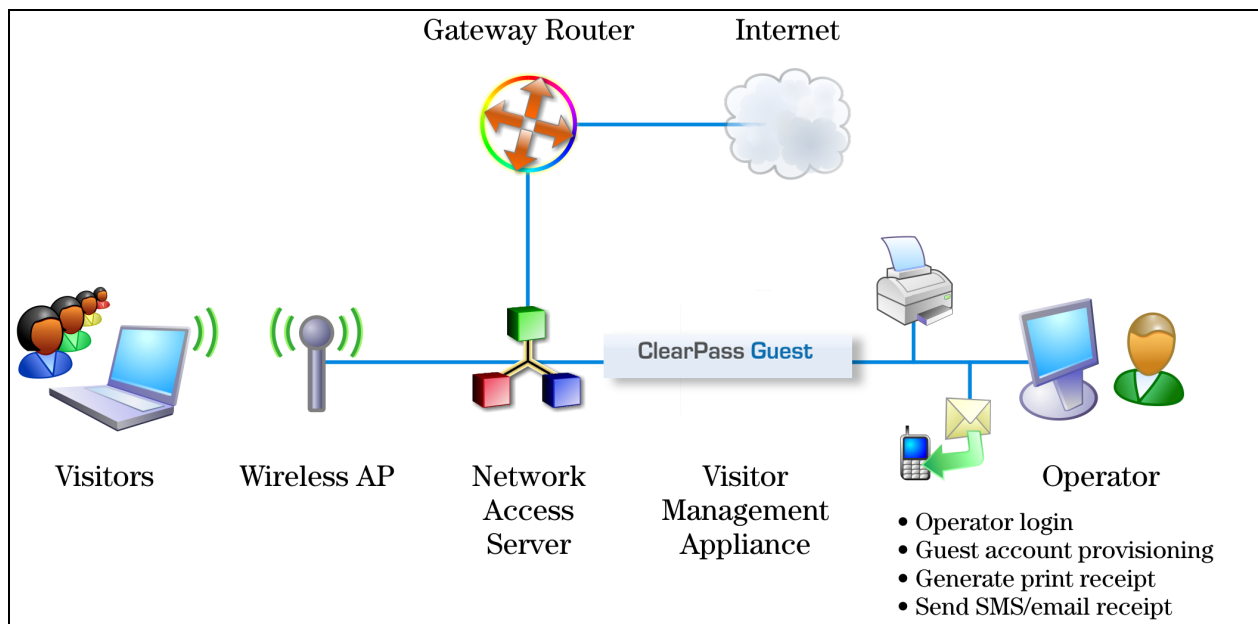 Gateway Router
Internet
ClearPass Guest
Visitors
Wireless AP
Network
Access
Server
Visitor
Management
Appliance
Operator
• Operator login
• Guest account provisioning
• Generate print receipt
• Send SMS/email receipt